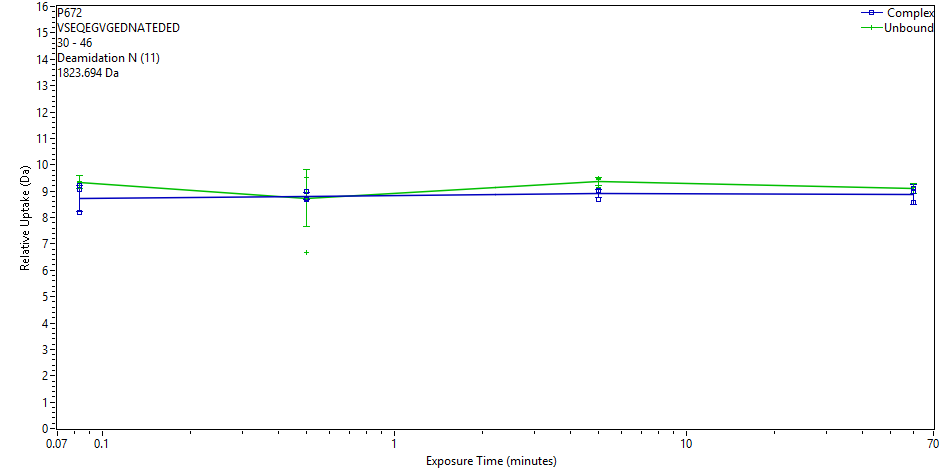 P672
VSEQEGVGEDNATEDED
30 - 46
Deamidation N (11)
1823.694 Da
Complex
Unbound
Relative Uptake (Da)
16
15
14
13
12
11
10
9
8
7
6
5
4
3
2
1
0
0.07 0.1 1 10 70
Exposure Time (minutes)